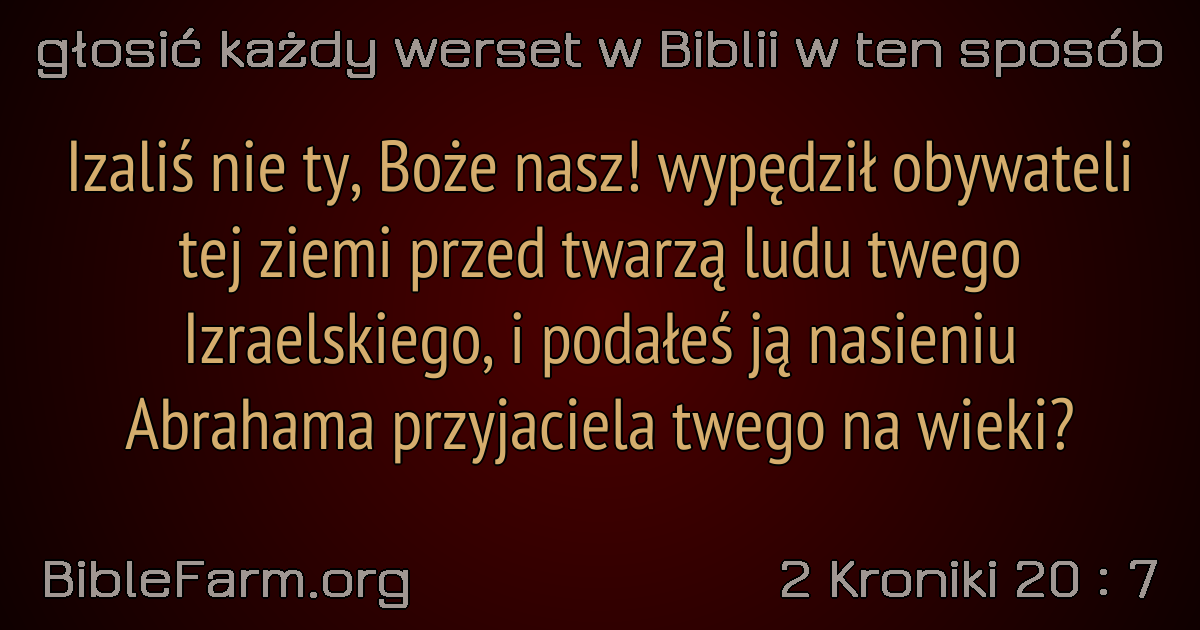 głosić każdy werset w Biblii w ten sposób
Izaliś nie ty, Boże nasz! wypędził obywateli
tej ziemi przed twarzą ludu twego
Izraelskiego, i podałeś ją nasieniu
Abrahama przyjaciela twego na wieki?
BibleFarm.org
2 Kroniki 20 : 7